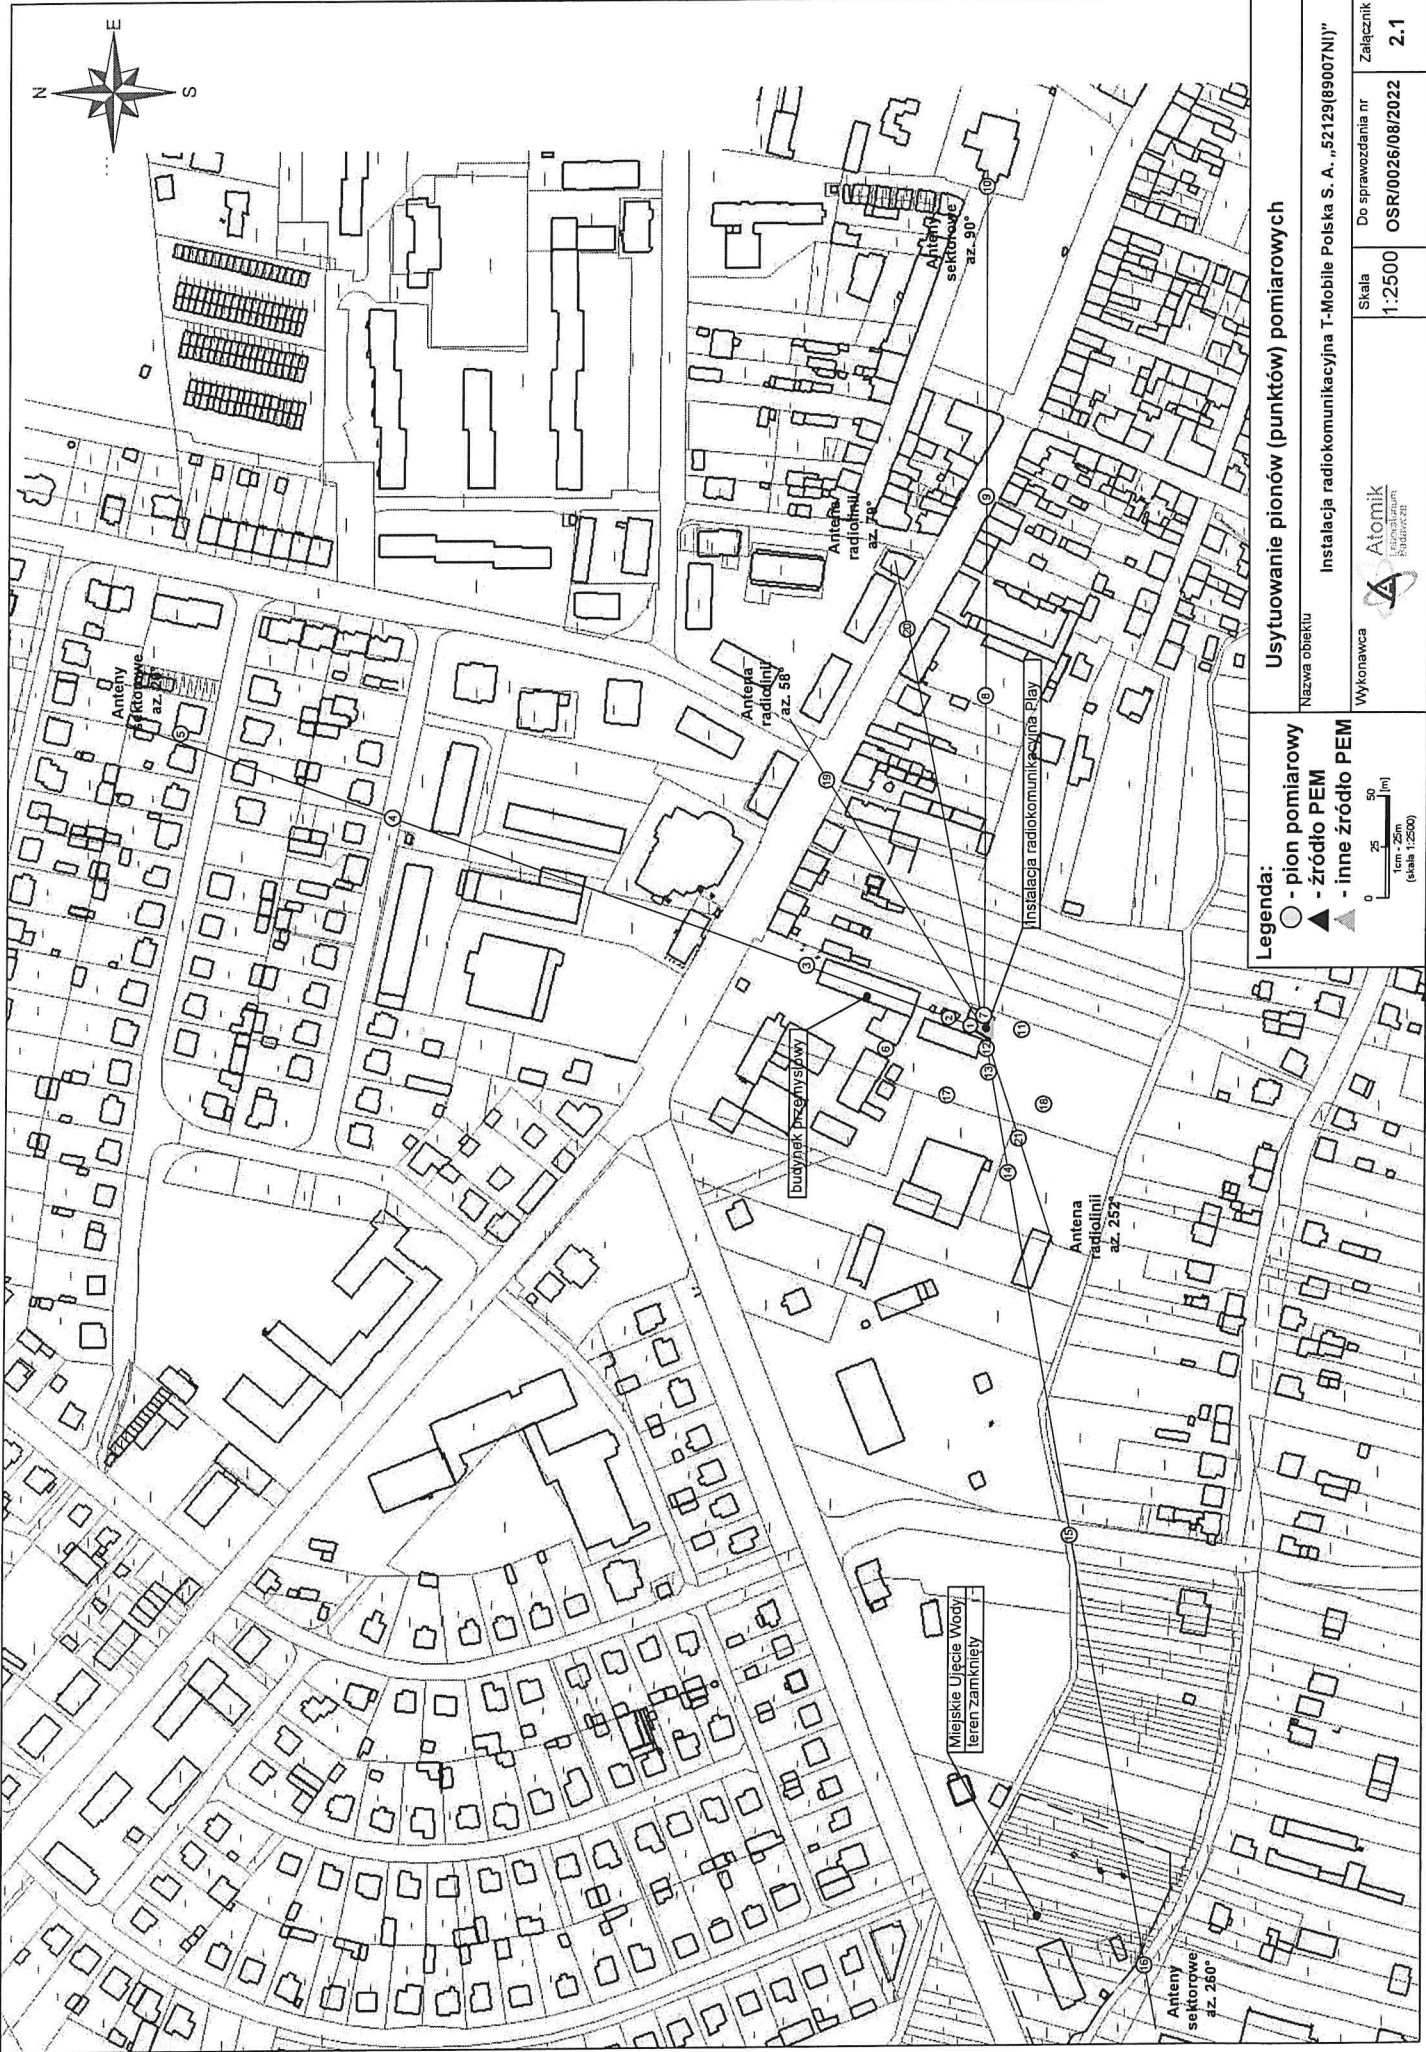 N
E
S
Anteny
sektorowe
az. 20°
5
4
3
2
1
7
6
12
13
11
17
18
21
14
15
16
19
20
8
9
10
Anteny
sektorowe
az. 90°
Antena
radiolinii
az. 78°
Antena
radiolinii
az. 58°
Instalacja radiokomunikacyjna Play
budynek przemysłowy
Antena
radiolinii
az. 252°
Miejskie Ujęcie Wody
teren zamknięty
Anteny
sektorowe
az. 260°
Legenda:
- pion pomiarowy
- źródło PEM
- inne źródło PEM
0 25 50 [m]
1cm - 25m
(skala 1:2500)
Usytuowanie pionów (punktów) pomiarowych
Nazwa obiektu
Instalacja radiokomunikacyjna T-Mobile Polska S. A. „52129(89007N!)”
Wykonawca
Atomik
Laboratorium
Badawcze
Skala
1:2500
Do sprawozdania nr
OSR/0026/08/2022
Załącznik
2.1